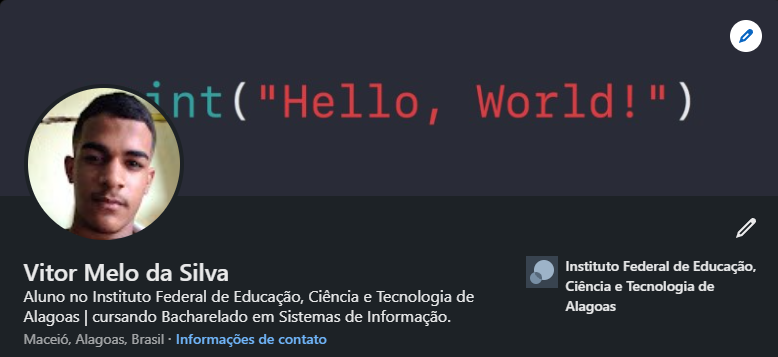 int("Hello, World!")
Vitor Melo da Silva
Aluno no Instituto Federal de Educação, Ciência e Tecnologia de
Alagoas | cursando Bacharelado em Sistemas de Informação.
Maceió, Alagoas, Brasil · Informações de contato
Instituto Federal de Educação,
Ciência e Tecnologia de
Alagoas